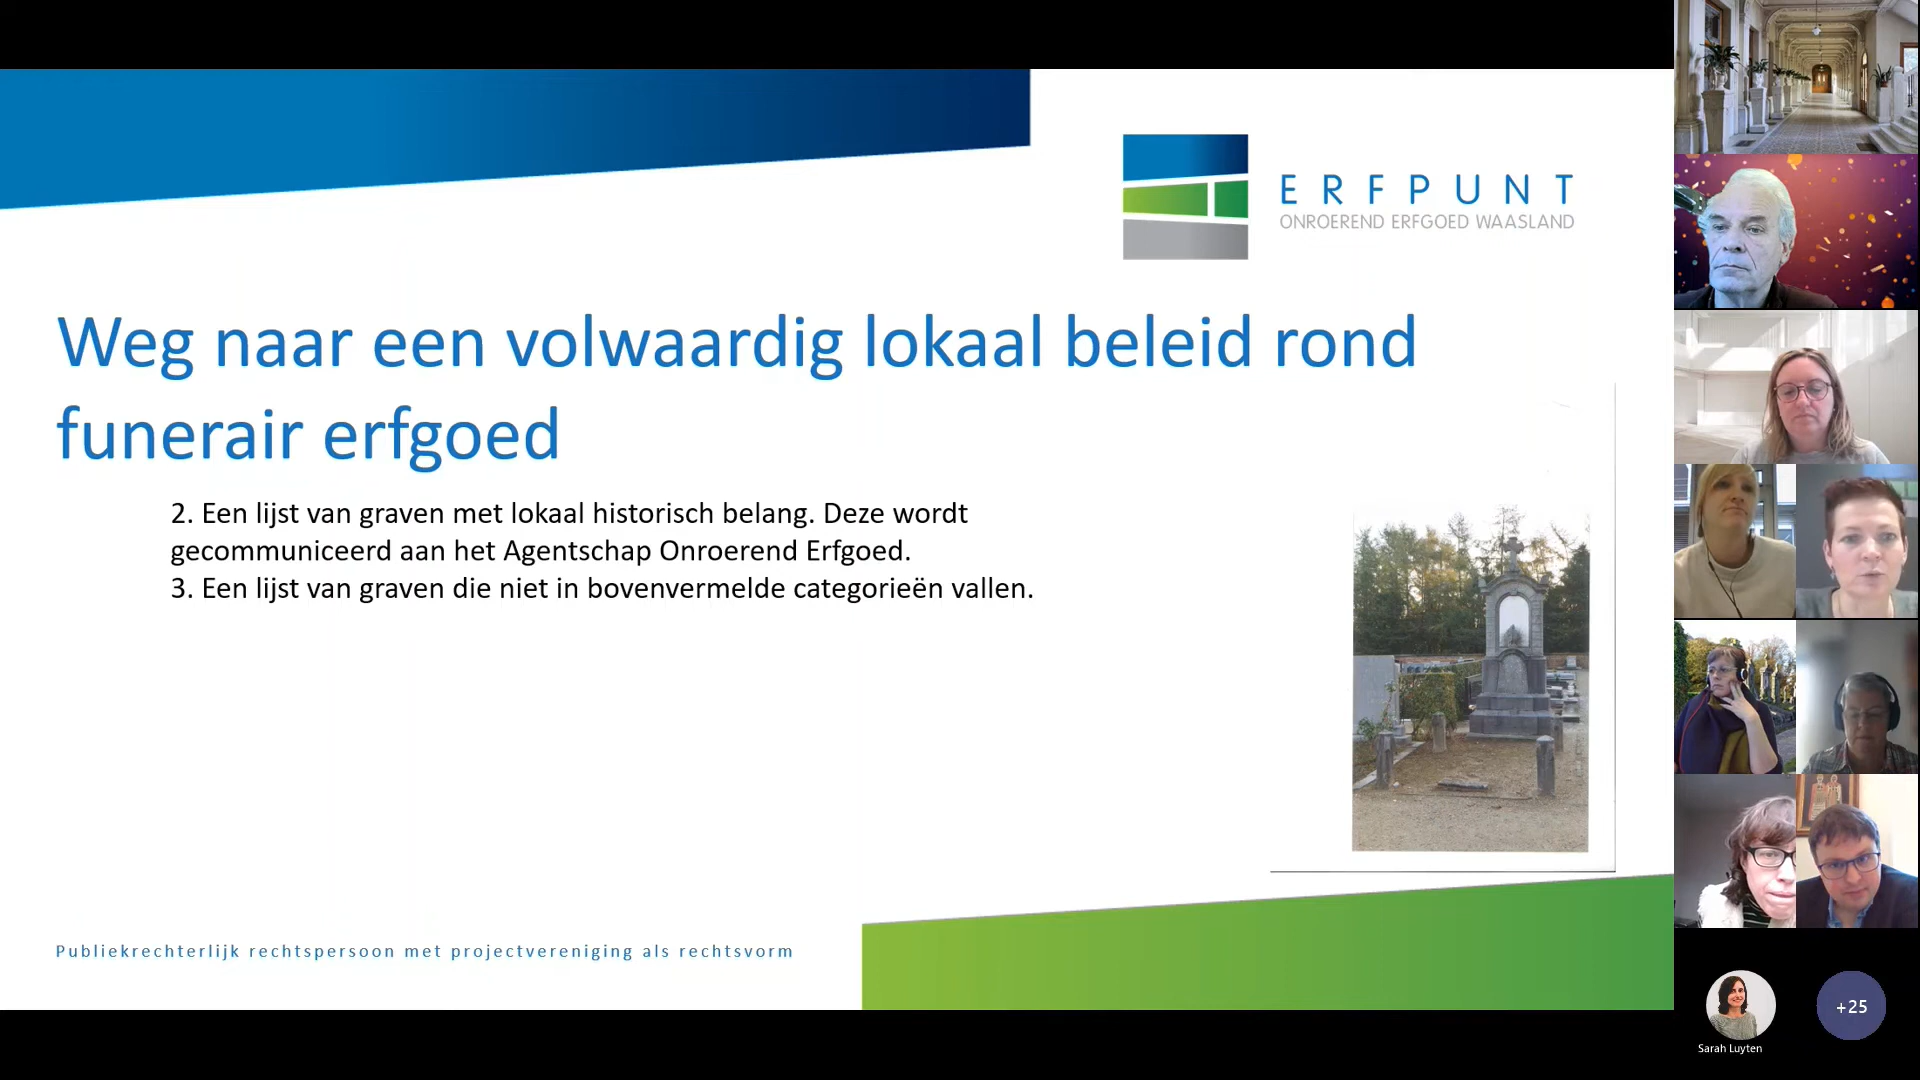 ERFPUNT
ONROEREND ERFGOED WAASLAND
Weg naar een volwaardig lokaal beleid rond
funerair erfgoed
2. Een lijst van graven met lokaal historisch belang. Deze wordt
gecommuniceerd aan het Agentschap Onroerend Erfgoed.
3. Een lijst van graven die niet in bovenvermelde categorieën vallen.
Publiekrechterlijk rechtspersoon met projectvereniging als rechtsvorm
+25
Sarah Luyten